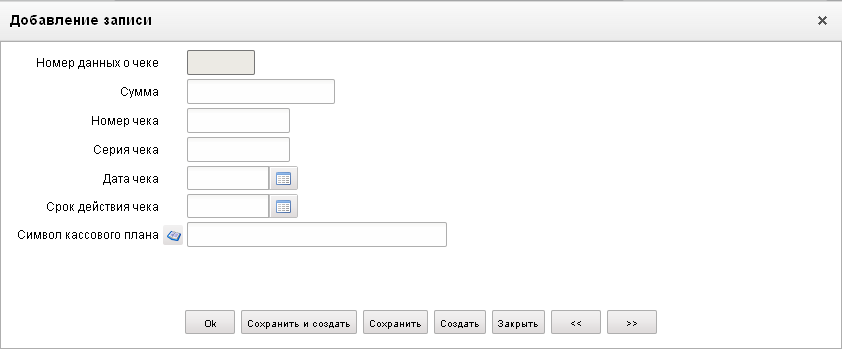 Добавление записи
Номер данных о чеке
Сумма
Номер чека
Серия чека
Дата чека
Срок действия чека
Символ кассового плана
Ok Сохранить и создать Сохранить Создать Закрыть << >>